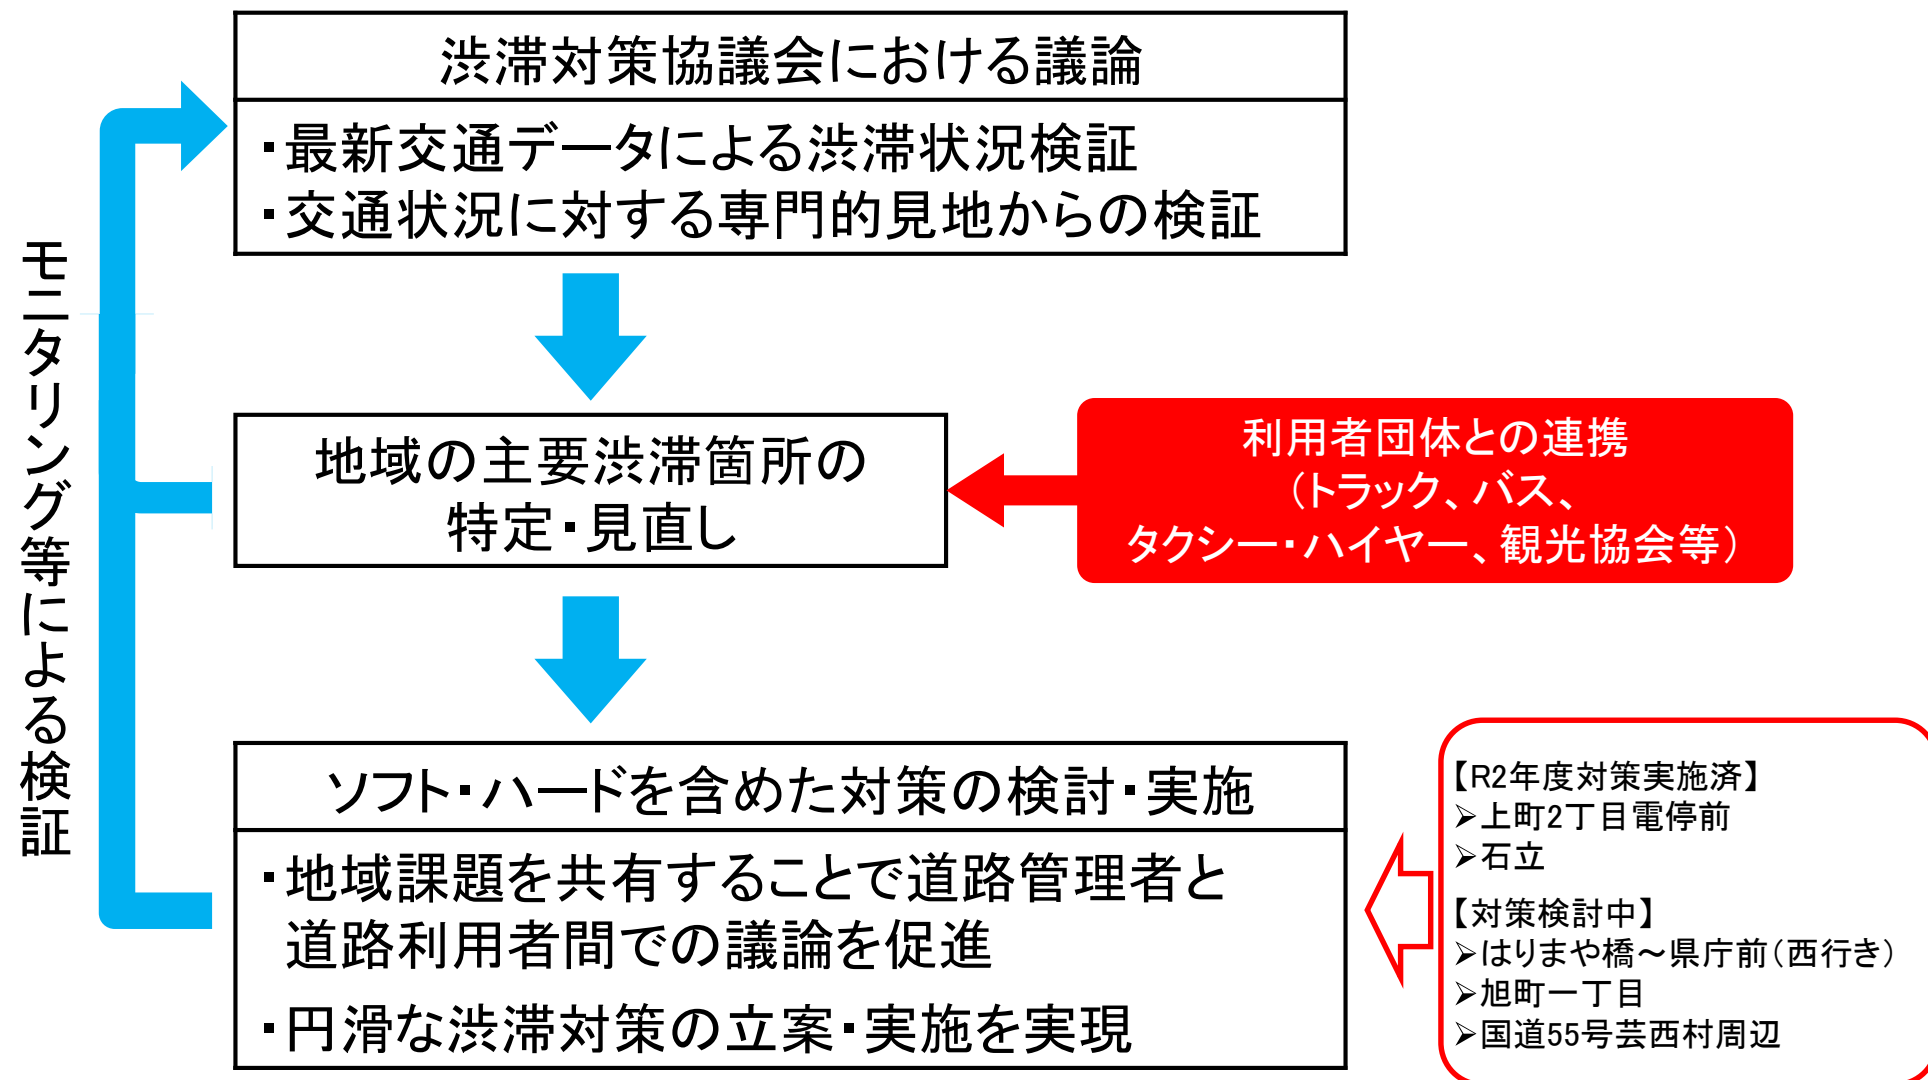 渋滞対策協議会における議論
・最新交通データによる渋滞状況検証
・交通状況に対する専門的見地からの検証
モニタリング等による検証
地域の主要渋滞箇所の
特定・見直し
利用者団体との連携
（トラック、バス、
タクシー・ハイヤー、観光協会等）
ソフト・ハードを含めた対策の検討・実施
・地域課題を共有することで道路管理者と
道路利用者間での議論を促進
・円滑な渋滞対策の立案・実施を実現
【R2年度対策実施済】
➢上町2丁目電停前
➢石立
【対策検討中】
➢はりまや橋～県庁前（西行き）
➢旭町一丁目
➢国道55号芸西村周辺